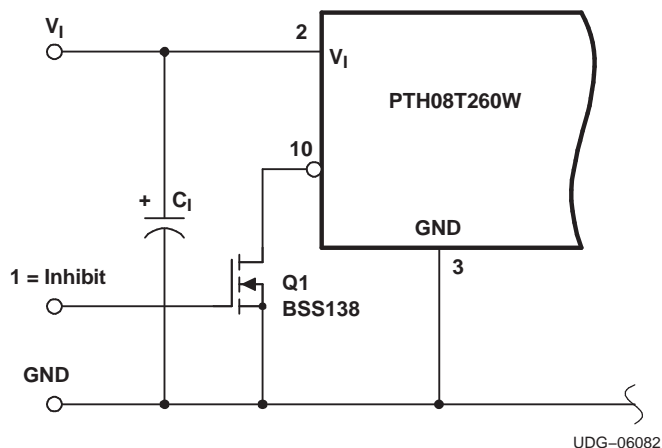 VI
2
VI
PTH08T260W
10
+ CI
GND
3
1 = Inhibit
Q1
BSS138
GND
UDG–06082